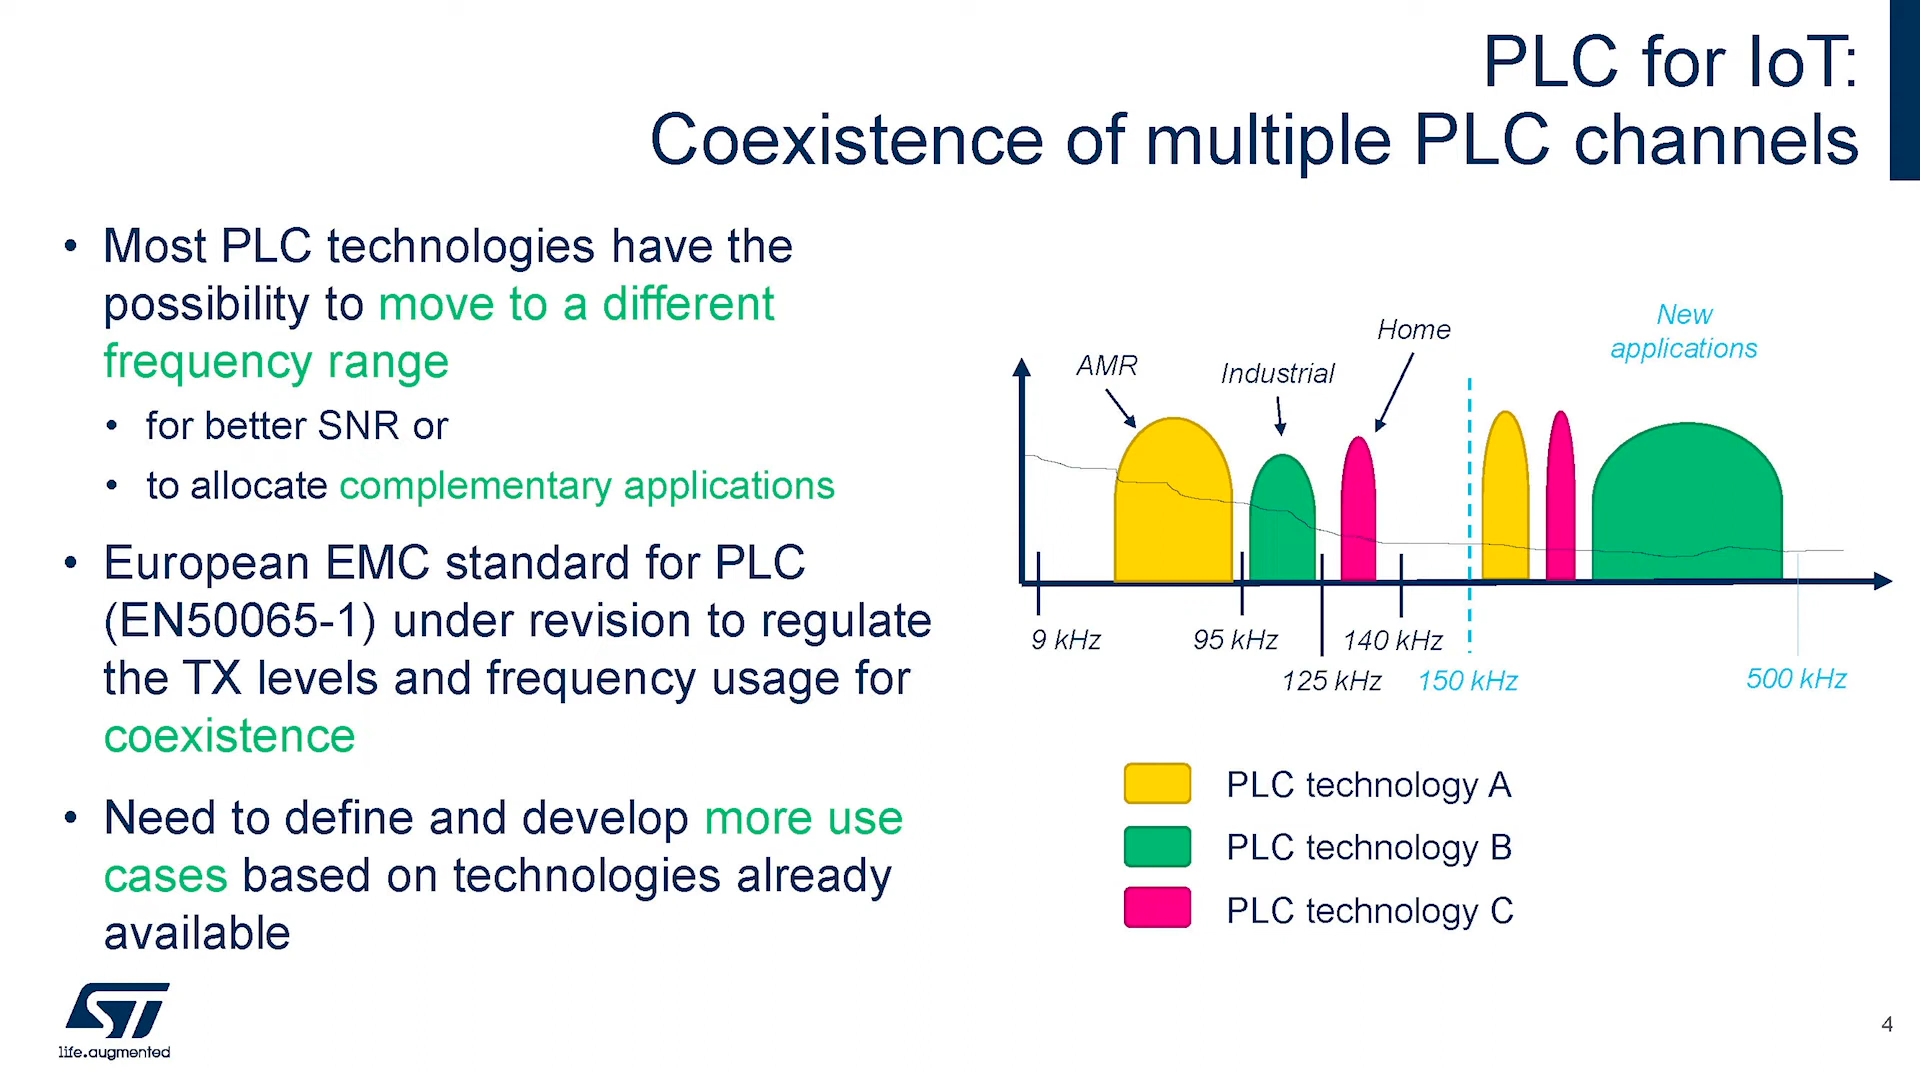 PLC for IoT:
Coexistence of multiple PLC channels
• Most PLC technologies have the
possibility to move to a different
frequency range
• for better SNR or
• to allocate complementary applications
• European EMC standard for PLC
(EN50065-1) under revision to regulate
the TX levels and frequency usage for
coexistence
• Need to define and develop more use
cases based on technologies already
available
AMR
Industrial
Home
New
applications
9 kHz
95 kHz
125 kHz
140 kHz
150 kHz
500 kHz
PLC technology A
PLC technology B
PLC technology C
ST
life.augmented
4